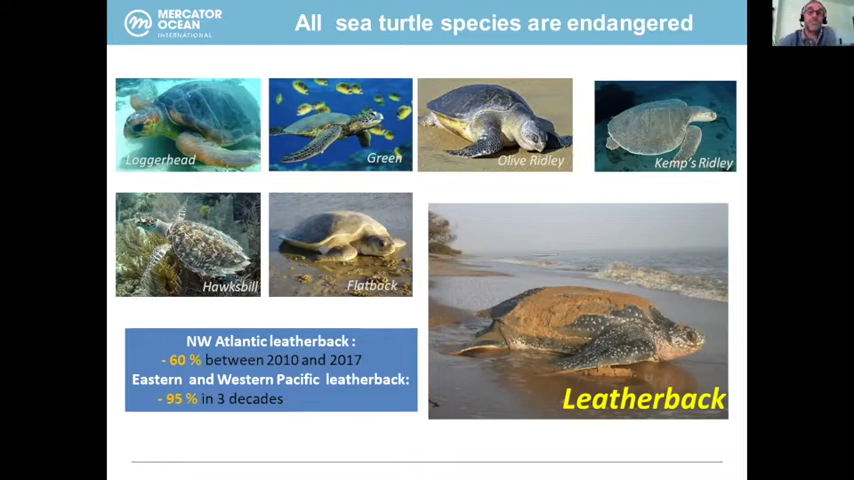 MERCATOR
OCEAN
INTERNATIONAL
All sea turtle species are endangered
Loggerhead
Green
Olive Ridley
Kemp's Ridley
Hawksbill
Flatback
Leatherback
NW Atlantic leatherback :
- 60 % between 2010 and 2017
Eastern and Western Pacific leatherback:
- 95 % in 3 decades